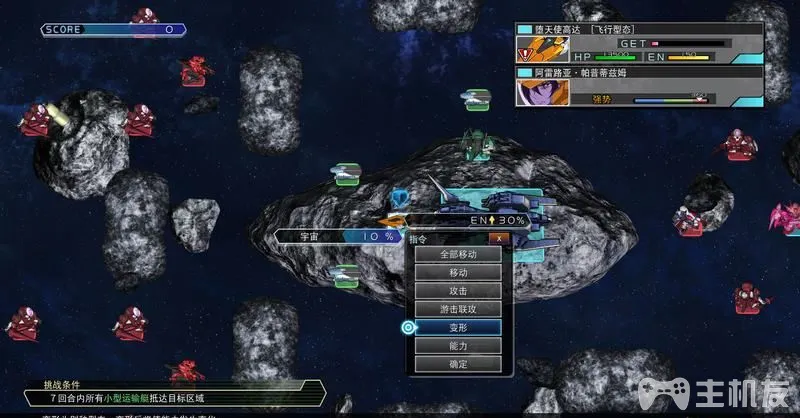 SCORE 0
堕天使高达 [飞行型态]
GET
HP 13500 EN 150
阿雷路亚·帕普蒂兹姆
强势
EN 30%
宇宙 10 %
指令 x
全部移动
移动
攻击
游击联攻
变形
能力
确定
挑战条件
7回合内所有小型运输艇抵达目标区域
主机友